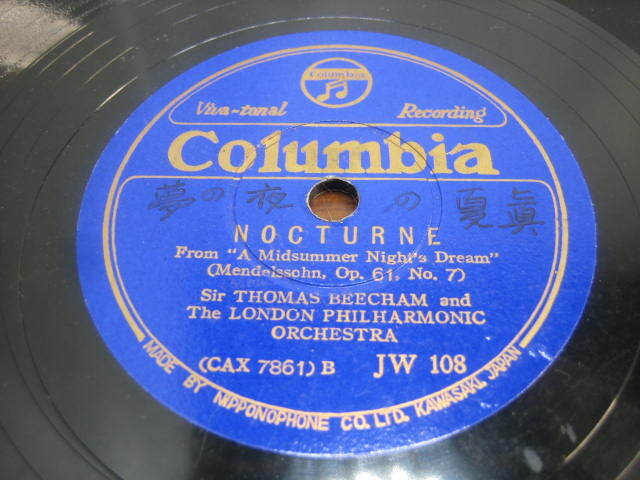 Columbia
Viva-tonal Recording
Columbia
夢の夜 の夏眞
NOCTURNE
From "A Midsummer Night's Dream"
(Mendelssohn, Op. 61, No. 7)
Sir THOMAS BEECHAM and
The LONDON PHILHARMONIC
ORCHESTRA
(CAX 7861) B JW 108
MADE BY NIPPONOPHONE CO., LTD. KAWASAKI, JAPAN